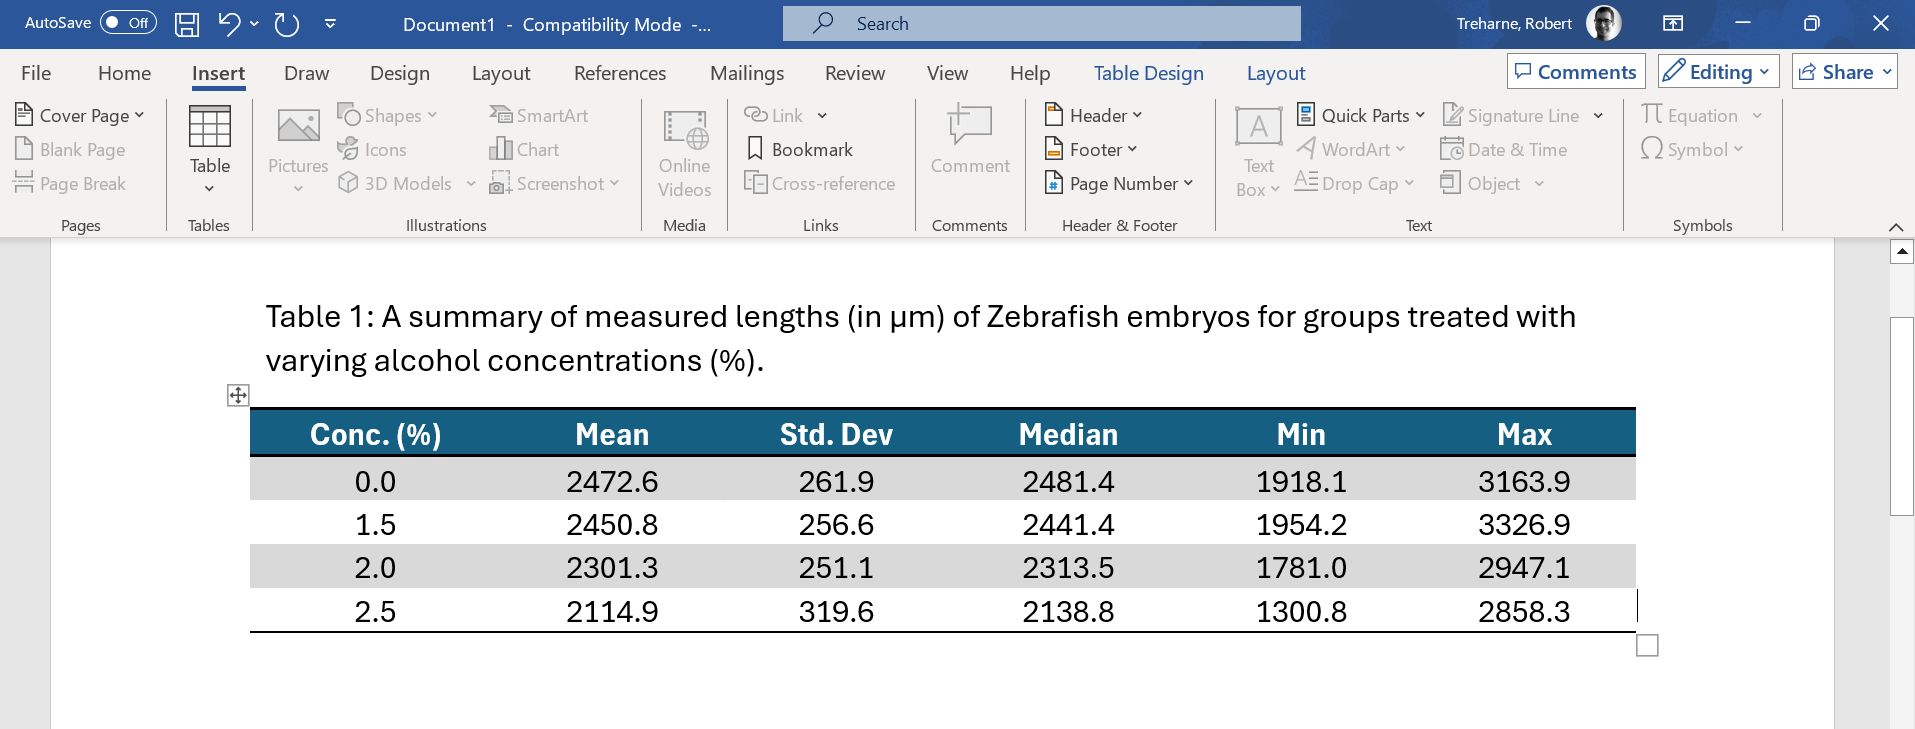 AutoSave Off Document1 - Compatibility Mode -... Search Treharne, Robert
File Home Insert Draw Design Layout References Mailings Review View Help Table Design Layout Comments Editing Share
Cover Page
Blank Page
Page Break
Pages
Table
Tables
Pictures
Shapes
Icons
3D Models
SmartArt
Chart
Screenshot
Illustrations
Online
Videos
Media
Link
Bookmark
Cross-reference
Links
Comment
Comments
Header
Footer
Page Number
Header & Footer
Text
Box
Quick Parts
WordArt
Drop Cap
Signature Line
Date & Time
Object
Text
Equation
Symbol
Symbols
Table 1: A summary of measured lengths (in μm) of Zebrafish embryos for groups treated with
varying alcohol concentrations (%).
Conc. (%) Mean Std. Dev Median Min Max
0.0 2472.6 261.9 2481.4 1918.1 3163.9
1.5 2450.8 256.6 2441.4 1954.2 3326.9
2.0 2301.3 251.1 2313.5 1781.0 2947.1
2.5 2114.9 319.6 2138.8 1300.8 2858.3